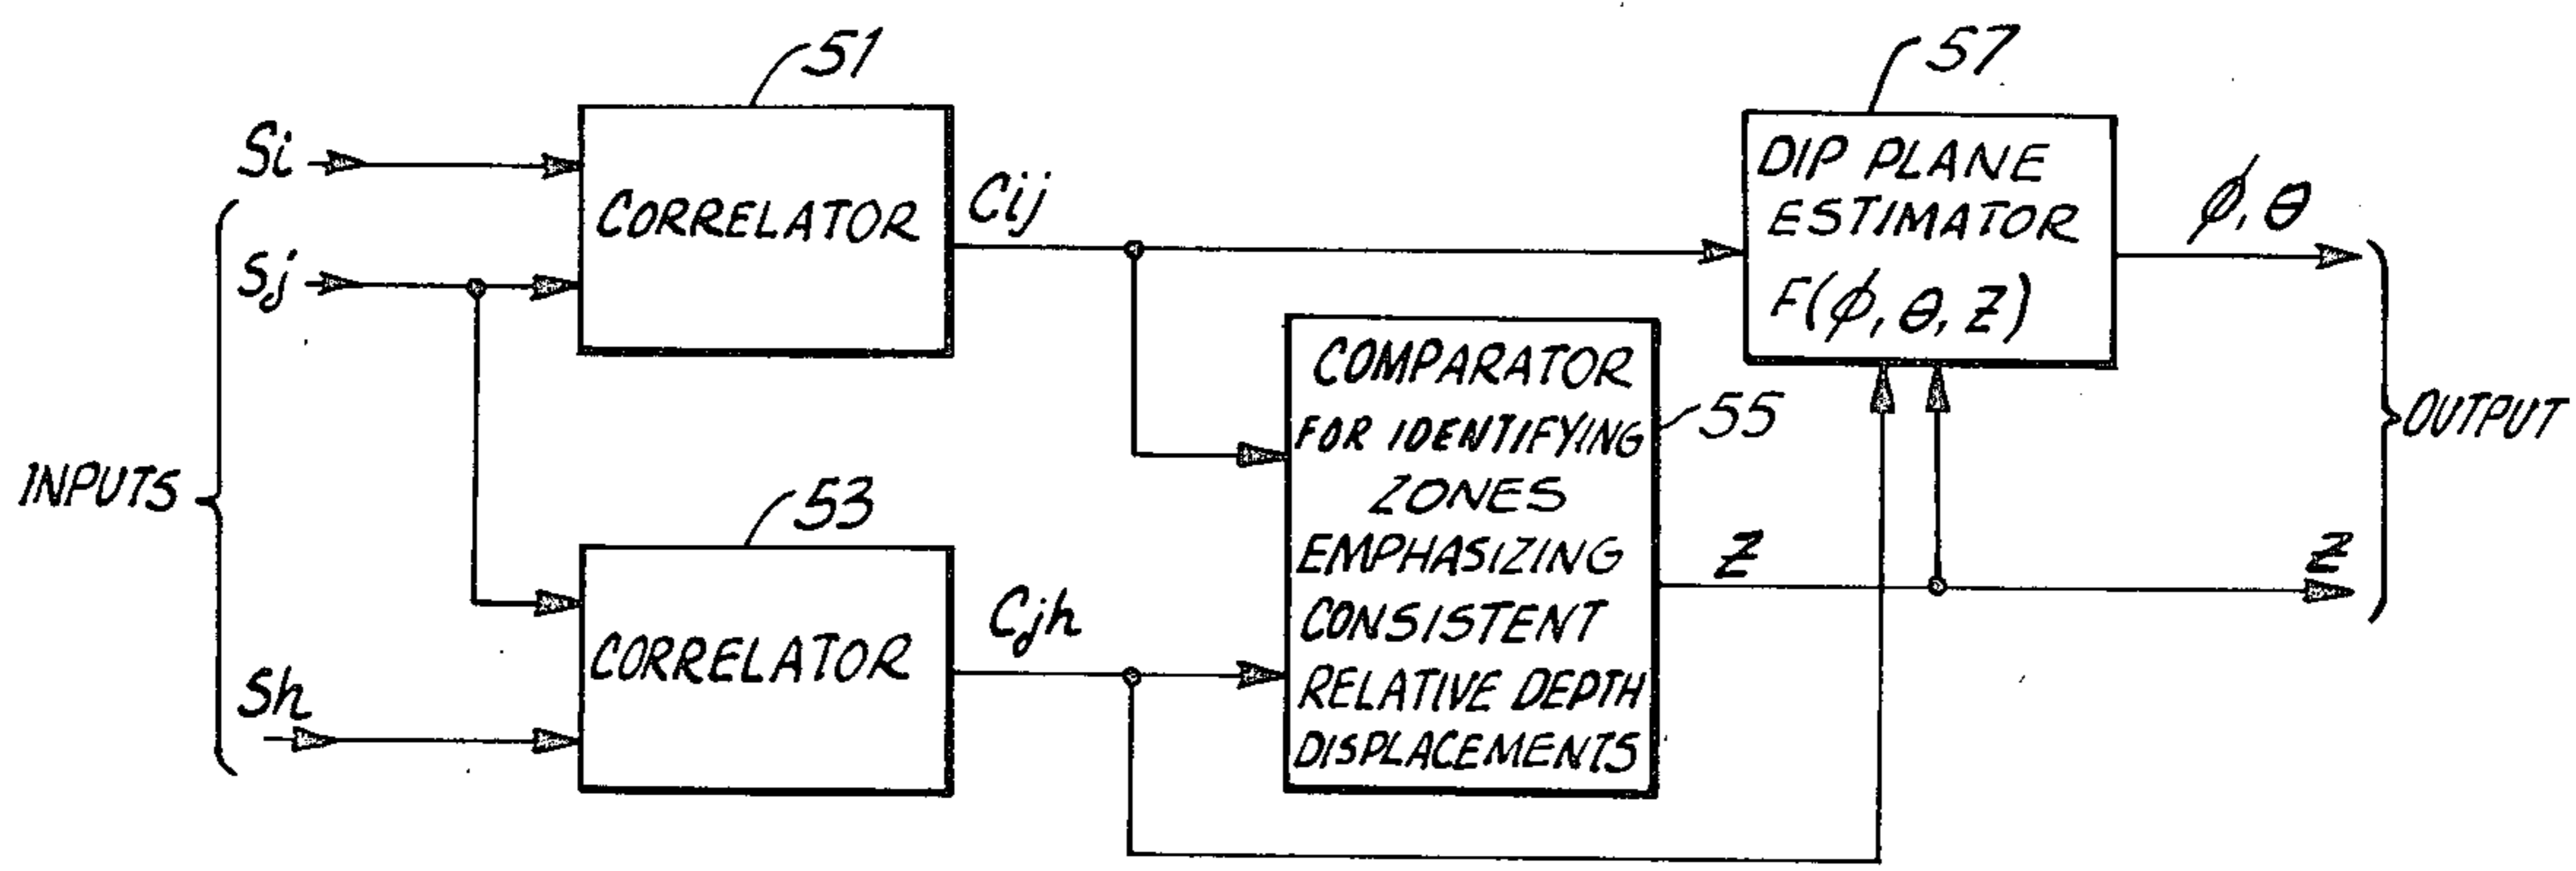 51
57
Si
CORRELATOR
Cij
DIP PLANE
ESTIMATOR
F(ϕ, θ, Z)
ϕ, θ
Sj
COMPARATOR
FOR IDENTIFYING
ZONES
EMPHASIZING
CONSISTENT
RELATIVE DEPTH
DISPLACEMENTS
55
OUTPUT
INPUTS
53
Z
Z
Cjh
CORRELATOR
Sh